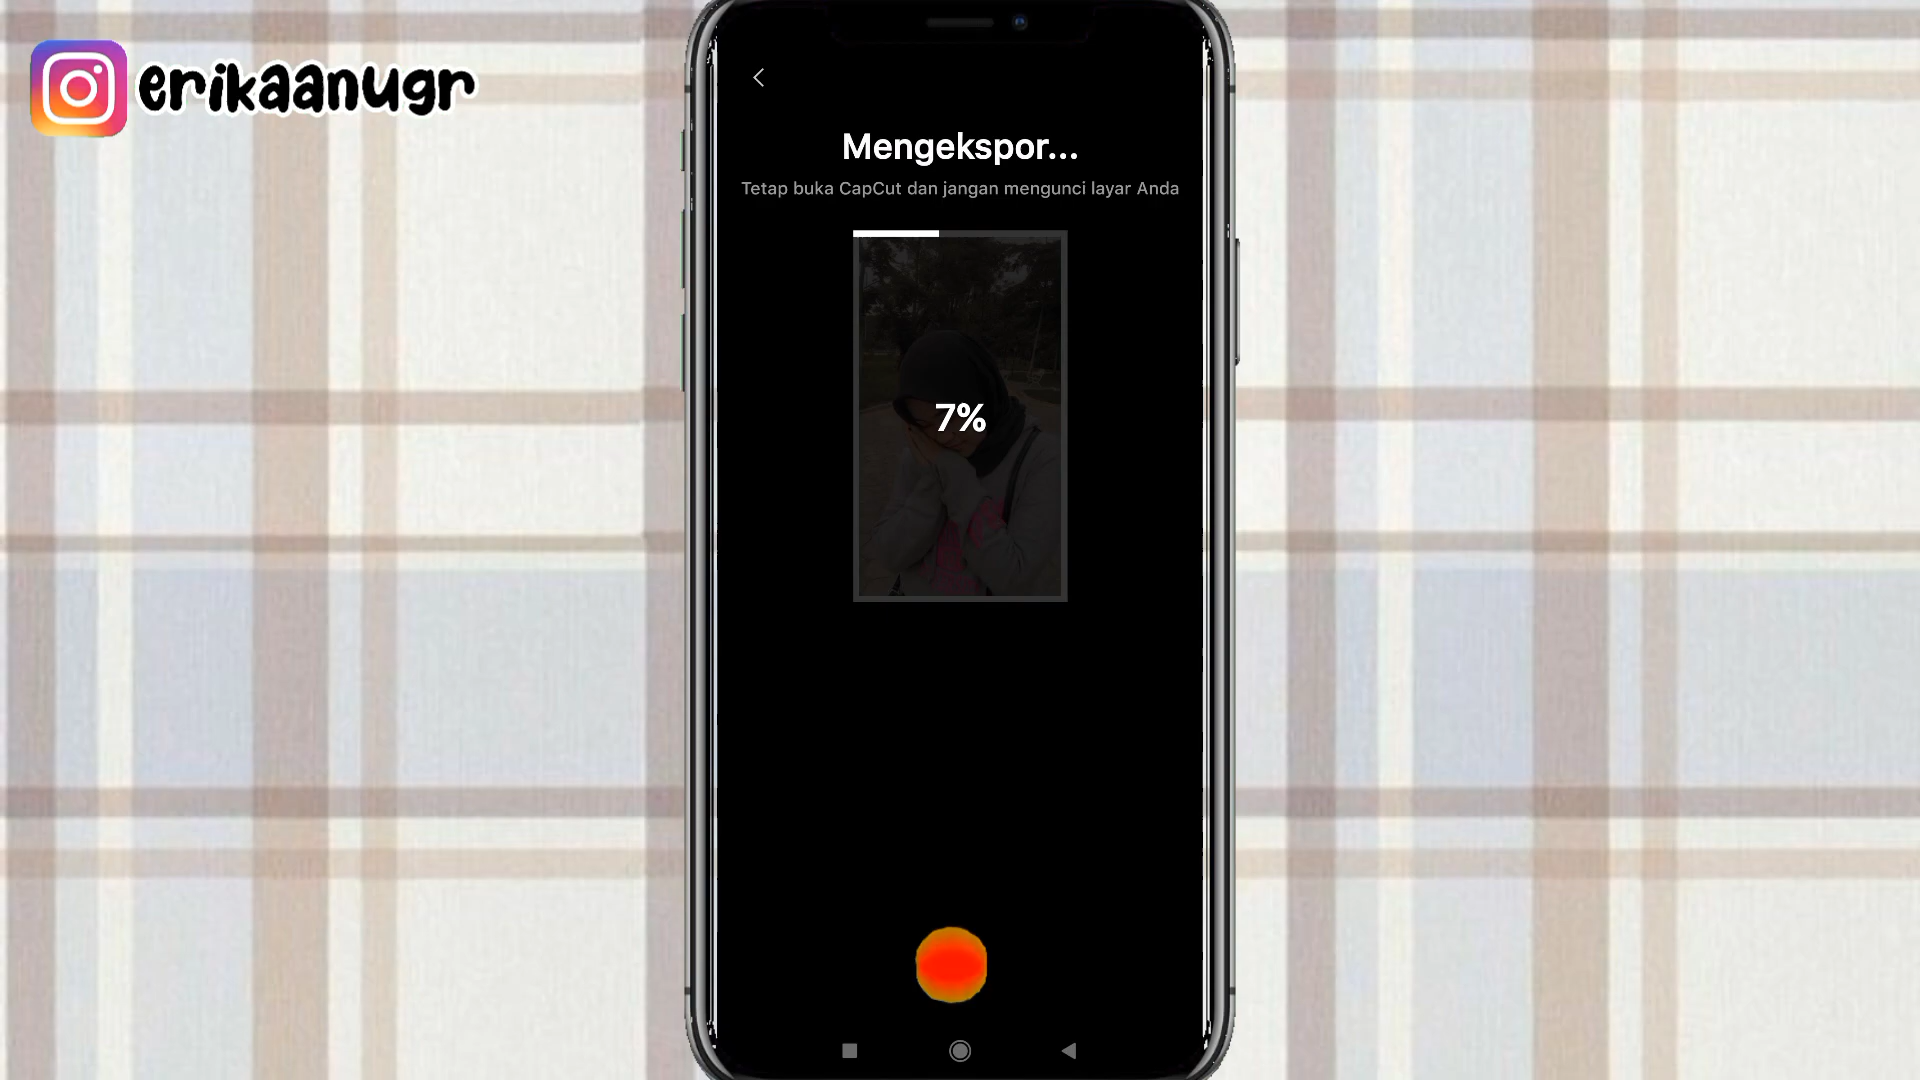 erikaanugr
Mengekspor...
Tetap buka CapCut dan jangan mengunci layar Anda
7%